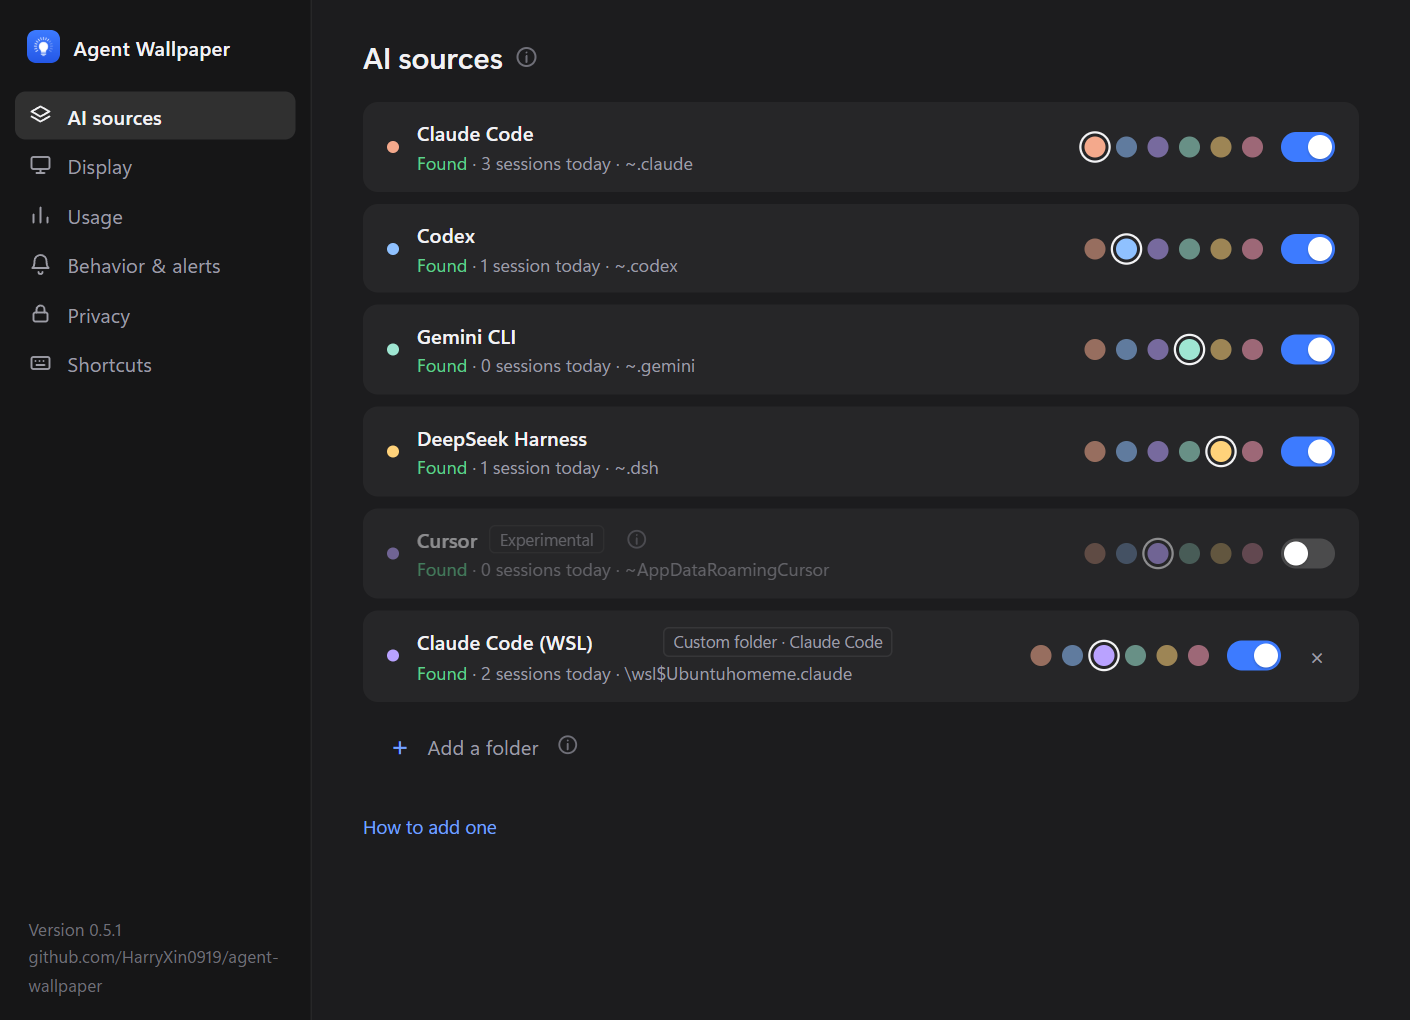 Agent Wallpaper
AI sources
Display
Usage
Behavior & alerts
Privacy
Shortcuts
Version 0.5.1
github.com/HarryXin0919/agent-
wallpaper
AI sources
Claude Code
Found · 3 sessions today · ~.claude
Codex
Found · 1 session today · ~.codex
Gemini CLI
Found · 0 sessions today · ~.gemini
DeepSeek Harness
Found · 1 session today · ~.dsh
Cursor Experimental
Found · 0 sessions today · ~AppDataRoamingCursor
Claude Code (WSL) Custom folder · Claude Code
Found · 2 sessions today · \wsl$Ubuntuhomeme.claude
+ Add a folder
How to add one